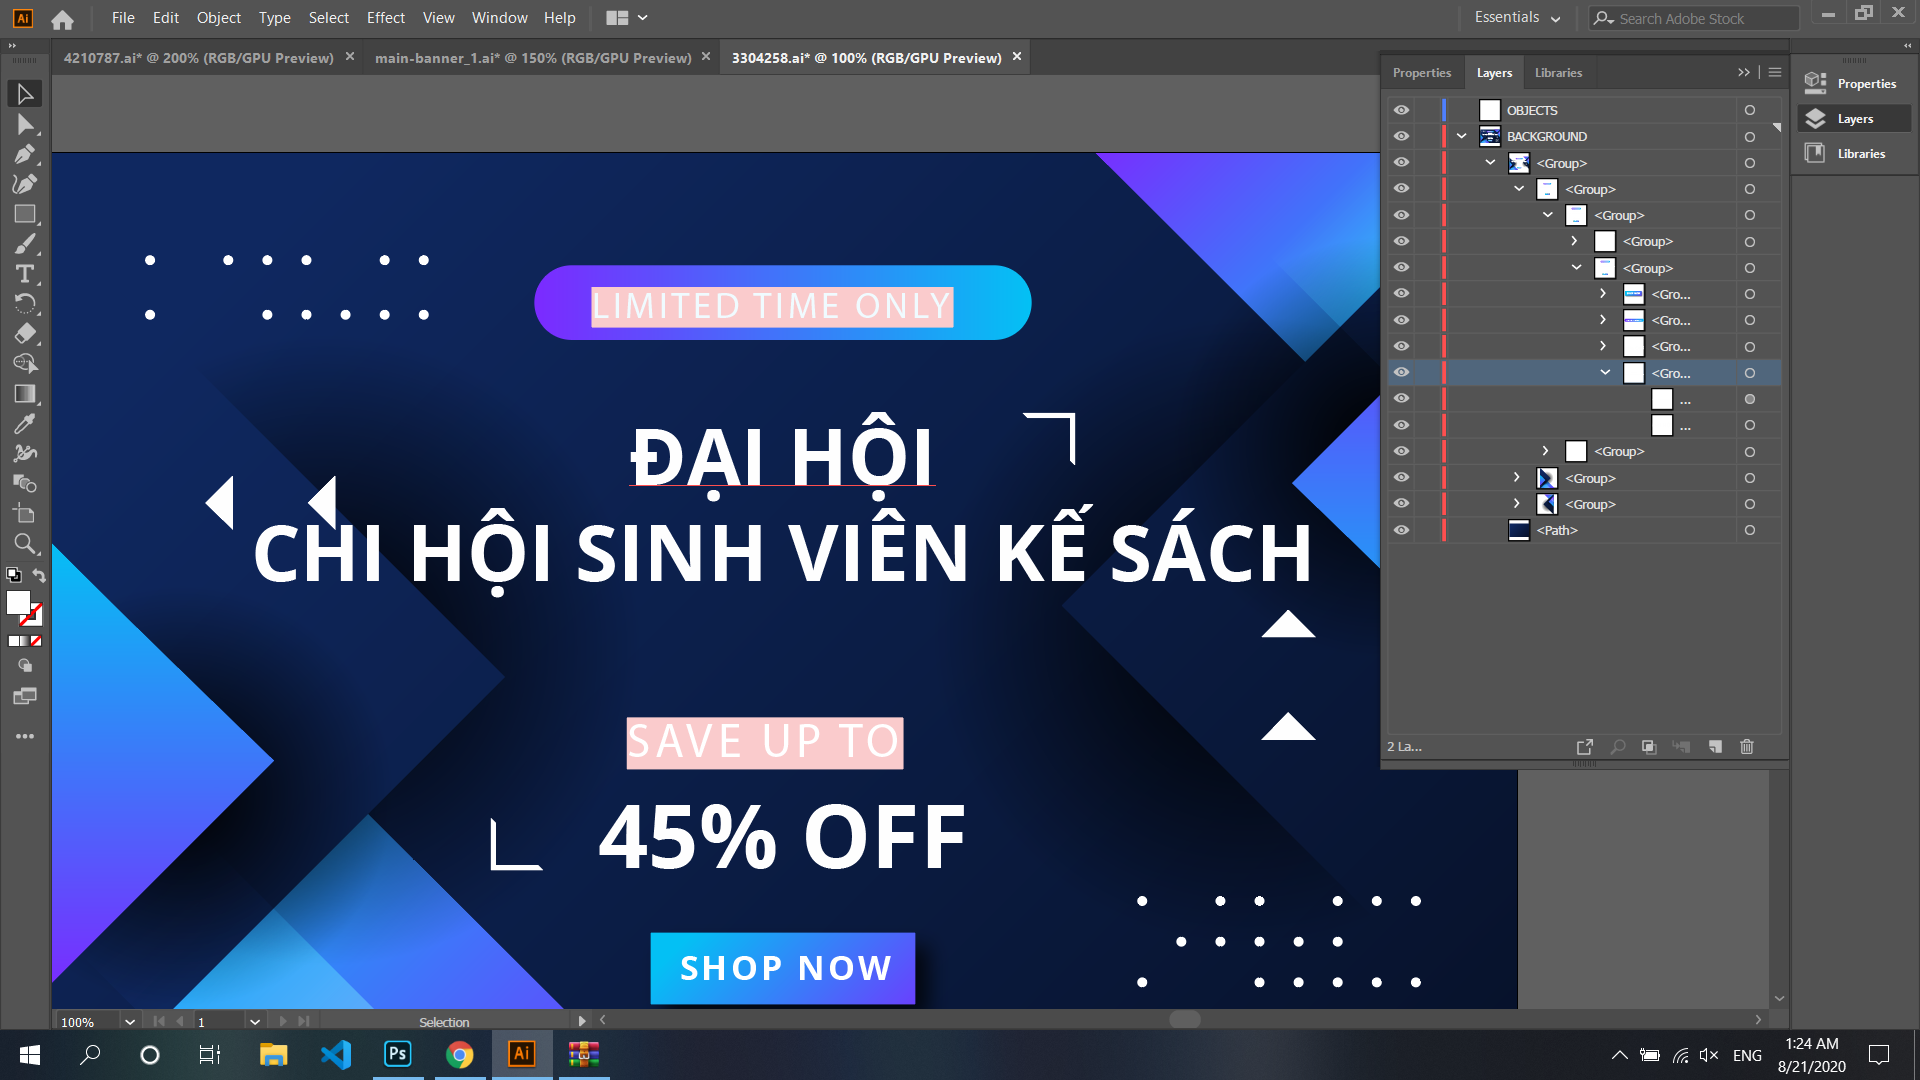 Ai
File Edit Object Type Select Effect View Window Help
Essentials
Search Adobe Stock
4210787.ai* @ 200% (RGB/GPU Preview)
main-banner_1.ai* @ 150% (RGB/GPU Preview)
3304258.ai* @ 100% (RGB/GPU Preview)
Properties Layers Libraries
OBJECTS
BACKGROUND
<Group>
<Group>
<Group>
<Group>
<Group>
<Gro...
<Gro...
<Gro...
<Gro...
...
...
<Group>
<Group>
<Group>
<Path>
2 La...
Properties
Layers
Libraries
LIMITED TIME ONLY
ĐẠI HỘI
CHI HỘI SINH VIÊN KẾ SÁCH
SAVE UP TO
45% OFF
SHOP NOW
100%
1
Selection
Ps
Ai
ENG
1:24 AM
8/21/2020